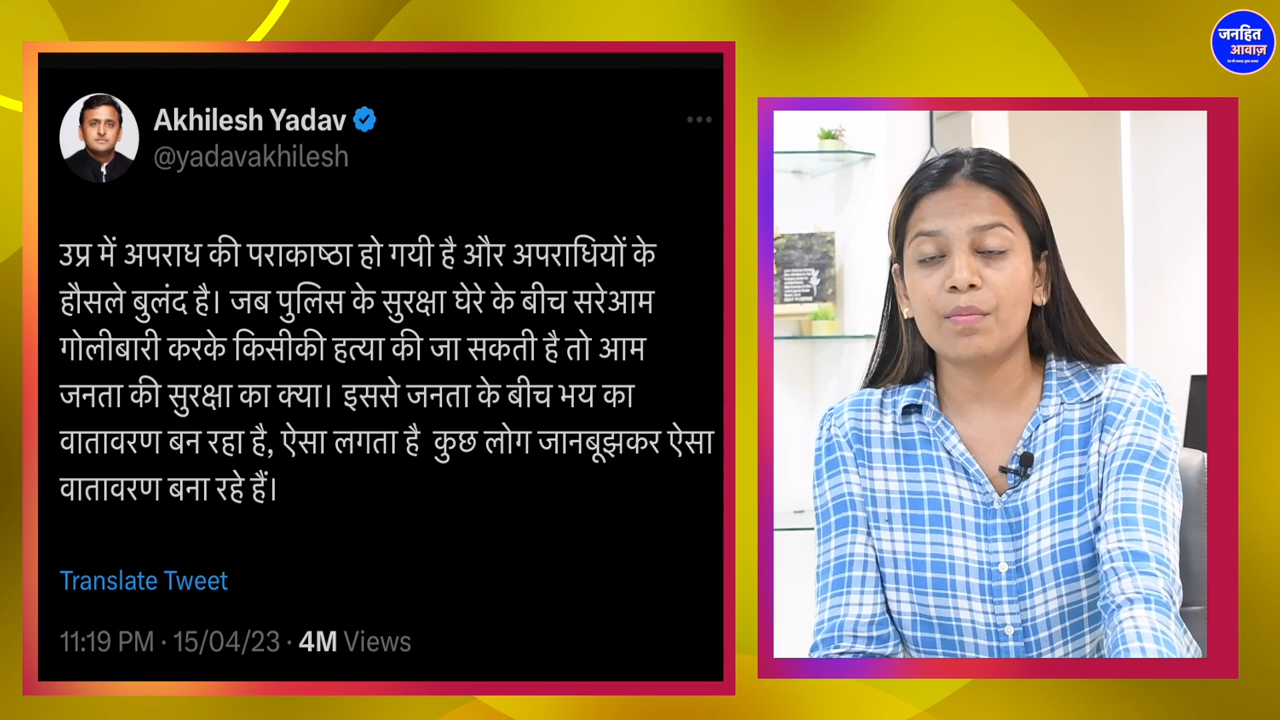 Akhilesh Yadav
@yadavakhilesh
उप्र में अपराध की पराकाष्ठा हो गयी है और अपराधियों के
हौसले बुलंद है। जब पुलिस के सुरक्षा घेरे के बीच सरेआम
गोलीबारी करके किसीकी हत्या की जा सकती है तो आम
जनता की सुरक्षा का क्या। इससे जनता के बीच भय का
वातावरण बन रहा है, ऐसा लगता है कुछ लोग जानबूझकर ऐसा
वातावरण बना रहे हैं।
Translate Tweet
11:19 PM · 15/04/23 · 4M Views
जनहित
आवाज़